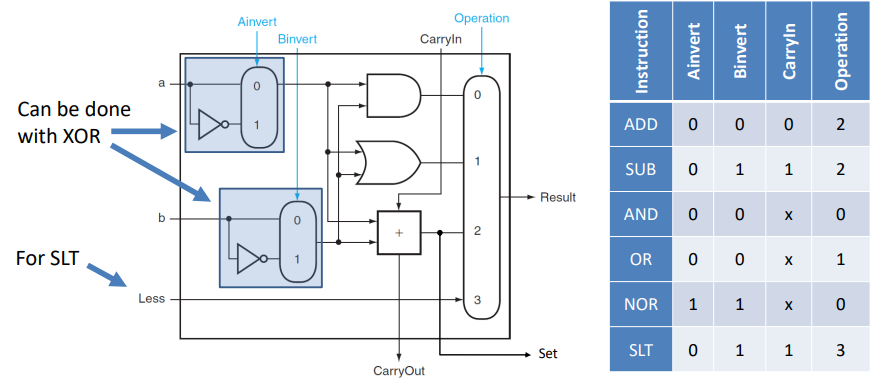 Ainvert
Binvert
CarryIn
Operation
a
0
1
0
Can be done
with XOR
1
b
0
1
+
2
Result
For SLT
Less
3
Set
CarryOut
Instruction Ainvert Binvert CarryIn Operation
ADD 0 0 0 2
SUB 0 1 1 2
AND 0 0 x 0
OR 0 0 x 1
NOR 1 1 x 0
SLT 0 1 1 3